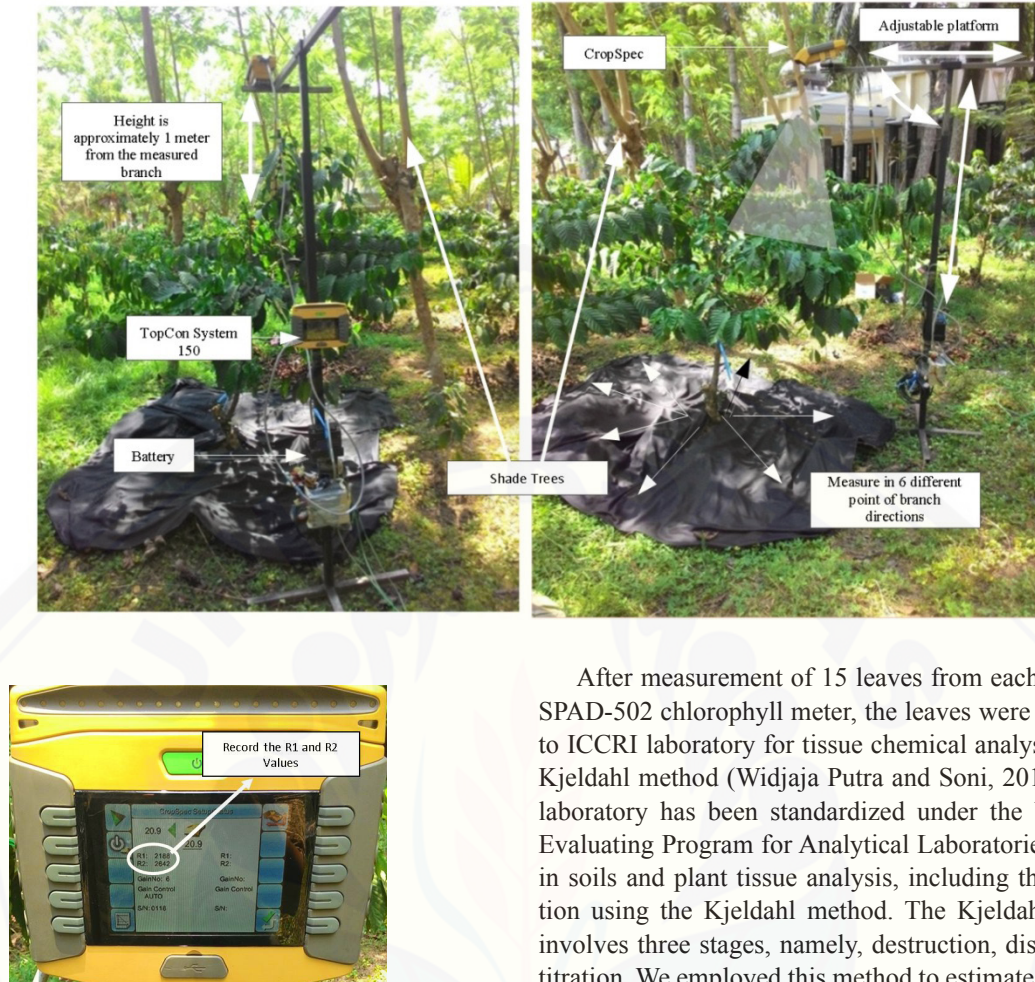 Height is
approximately 1 meter
from the measured
branch
TopCon System
150
Battery
Shade Trees
CropSpec
Adjustable platform
Measure in 6 different
point of branch
directions
Record the R1 and R2
Values
CropSpec Setup
20.9
20.9
R1: 2188
R2: 2642
R1:
R2:
GainNo: 6
GainNo:
Gain Control
AUTO
Gain Control
S/N: 0118
S/N:
After measurement of 15 leaves from each
SPAD-502 chlorophyll meter, the leaves were
to ICCRI laboratory for tissue chemical analys
Kjeldahl method (Widjaja Putra and Soni, 201
laboratory has been standardized under the
Evaluating Program for Analytical Laboratorie
in soils and plant tissue analysis, including th
tion using the Kjeldahl method. The Kjeldah
involves three stages, namely, destruction, dis
titration. We employed this method to estimate